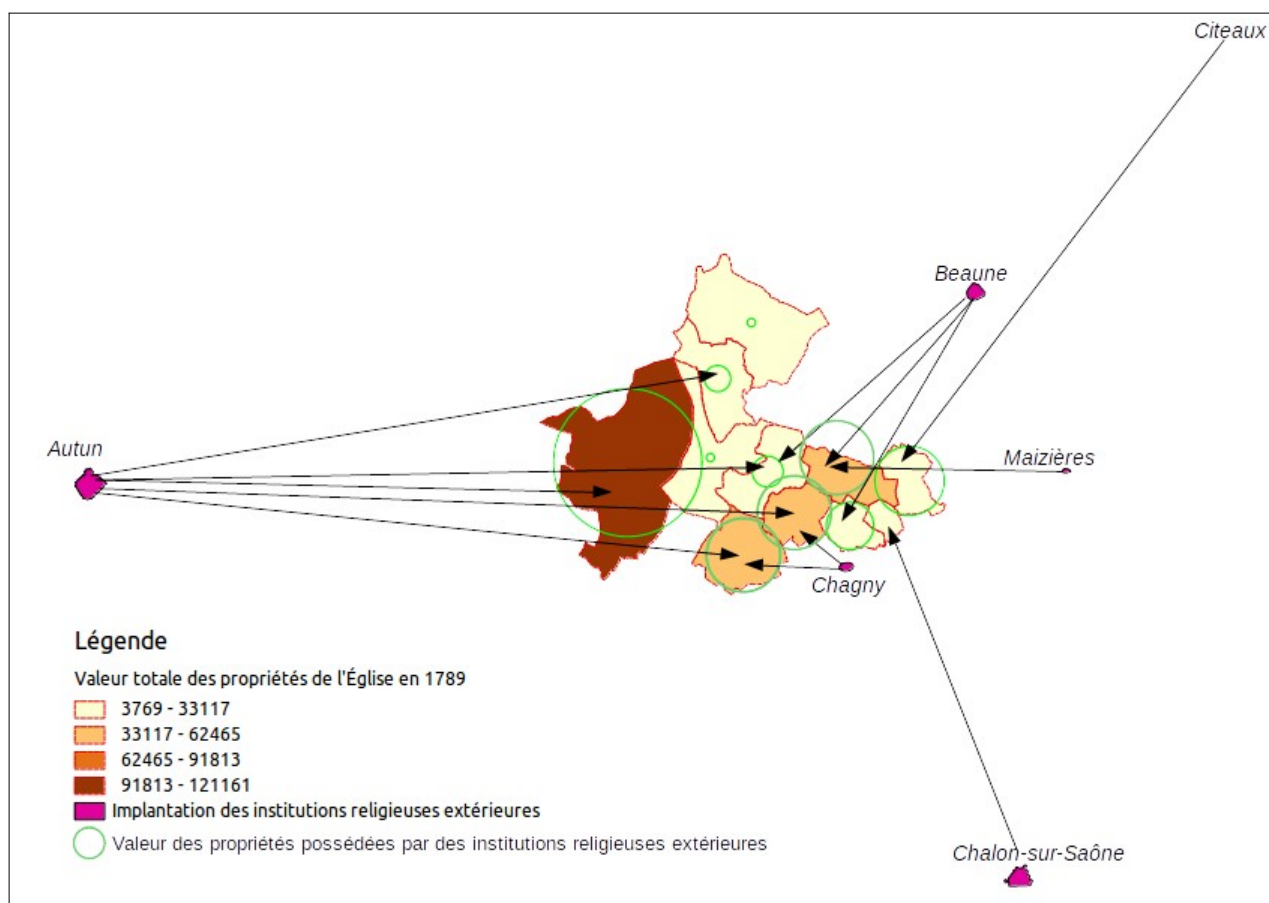 Citeaux
Beaune
Autun
Maizières
Chagny
Légende
Valeur totale des propriétés de l'Église en 1789
3769 - 33117
33117 - 62465
62465 - 91813
91813 - 121161
Implantation des institutions religieuses extérieures
Valeur des propriétés possédées par des institutions religieuses extérieures
Chalon-sur-Saône